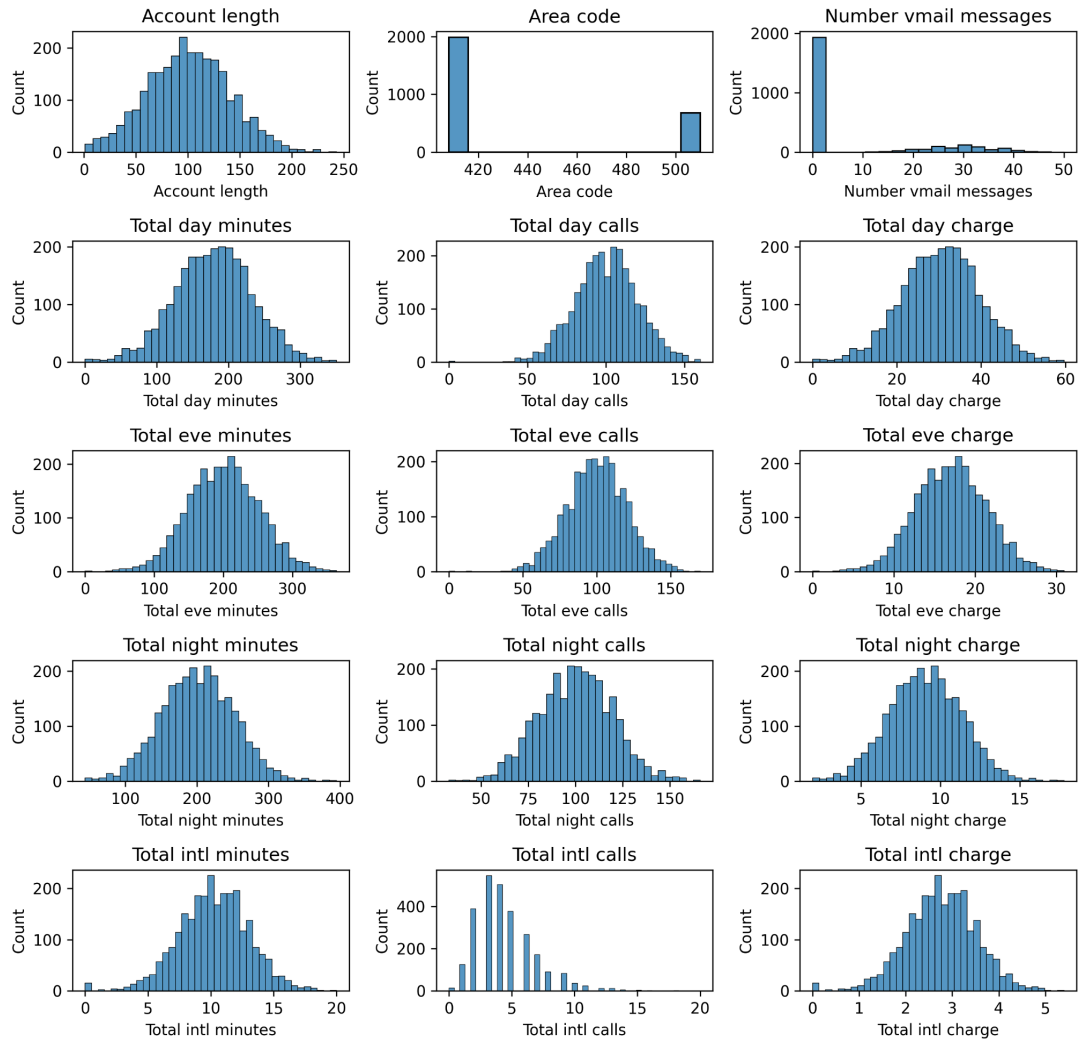 Account length Area code Number vmail messages
Count 200 100 0 Count 2000 1000 0 Count 2000 1000 0
0 50 100 150 200 250 420 440 460 480 500 0 10 20 30 40 50
Account length Area code Number vmail messages
Total day minutes Total day calls Total day charge
Count 200 100 0 Count 200 100 0 Count 200 100 0
0 100 200 300 0 50 100 150 0 20 40 60
Total day minutes Total day calls Total day charge
Total eve minutes Total eve calls Total eve charge
Count 200 100 0 Count 200 100 0 Count 200 100 0
0 100 200 300 0 50 100 150 0 10 20 30
Total eve minutes Total eve calls Total eve charge
Total night minutes Total night calls Total night charge
Count 200 100 0 Count 200 100 0 Count 200 100 0
100 200 300 400 50 75 100 125 150 5 10 15
Total night minutes Total night calls Total night charge
Total intl minutes Total intl calls Total intl charge
Count 200 100 0 Count 400 200 0 Count 200 100 0
0 5 10 15 20 0 5 10 15 20 0 1 2 3 4 5
Total intl minutes Total intl calls Total intl charge